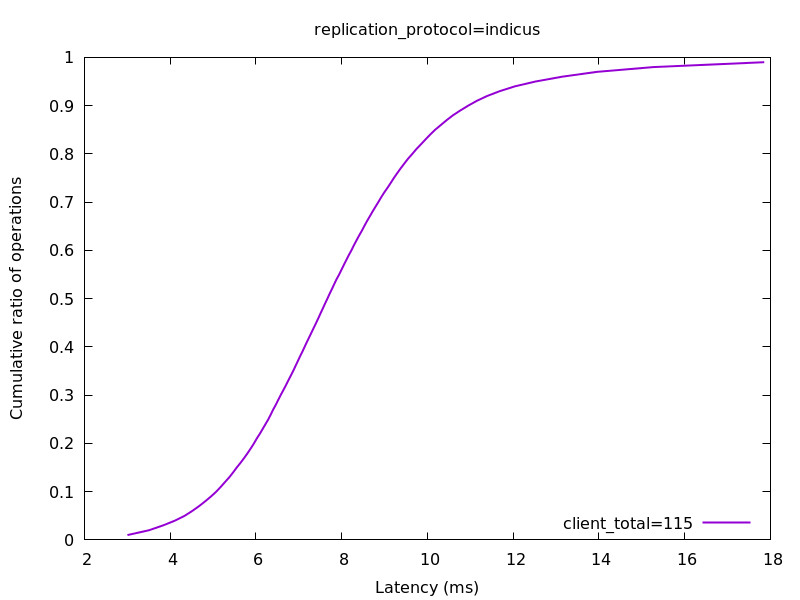 replication_protocol=indicus
1
0.9
0.8
0.7
0.6
0.5
0.4
0.3
0.2
0.1
0
Cumulative ratio of operations
client_total=115
2 4 6 8 10 12 14 16 18
Latency (ms)